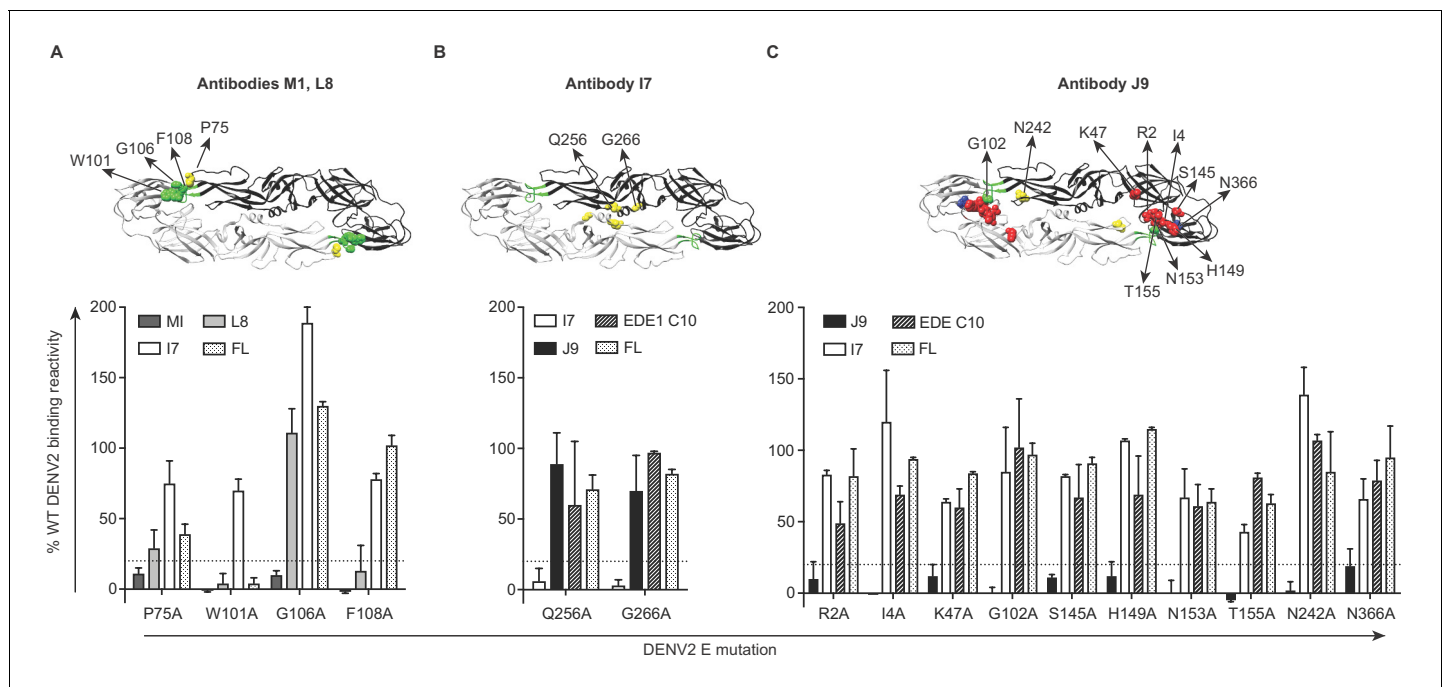 A
B
C
Antibodies M1, L8
Antibody I7
Antibody J9
P75
F108
G106
W101
Q256
G266
G102
N242
K47
R2
I4
S145
N366
H149
N153
T155
% WT DENV2 binding reactivity
200
150
100
50
0
MI
L8
I7
FL
P75A
W101A
G106A
F108A
200
150
100
50
0
I7
EDE1 C10
J9
FL
Q256A
G266A
200
150
100
50
0
J9
EDE C10
I7
FL
R2A
I4A
K47A
G102A
S145A
H149A
N153A
T155A
N242A
N366A
DENV2 E mutation